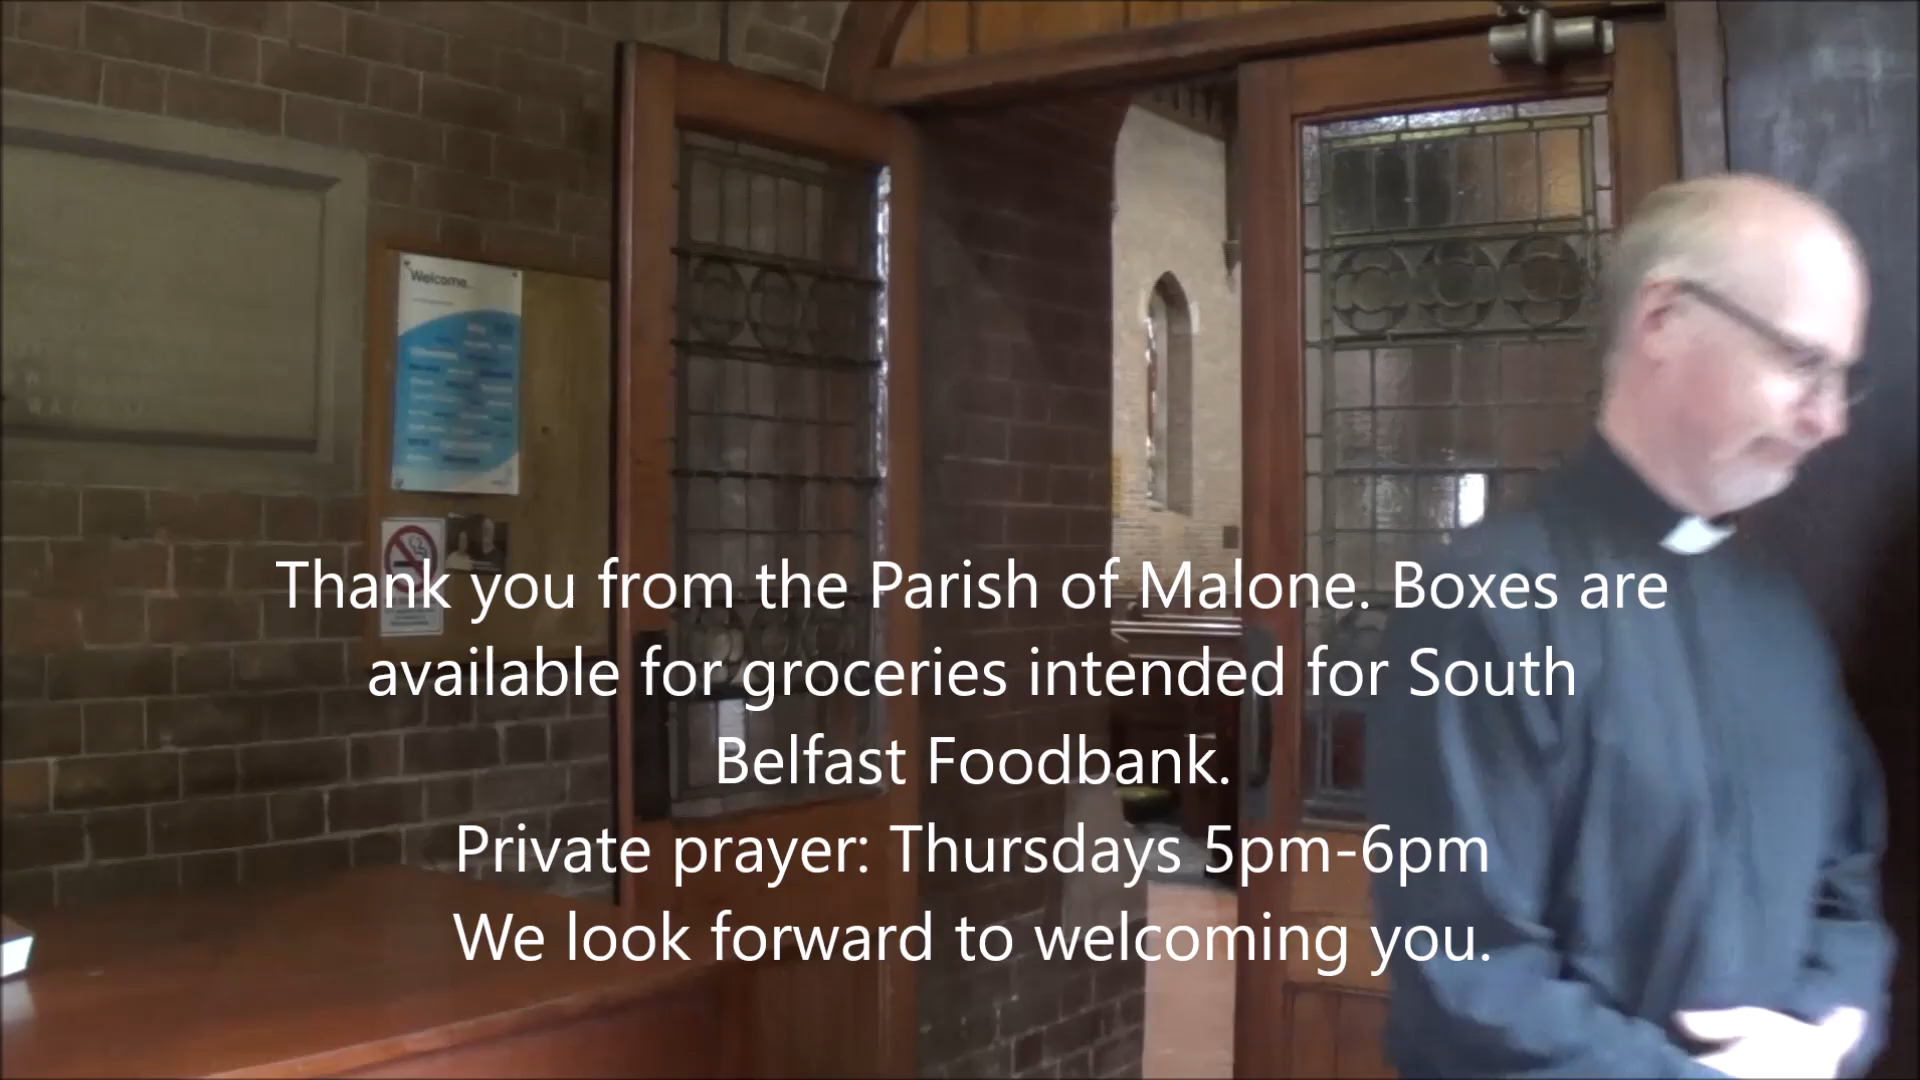 Welcome
Thank you from the Parish of Malone. Boxes are
available for groceries intended for South
Belfast Foodbank.
Private prayer: Thursdays 5pm-6pm
We look forward to welcoming you.